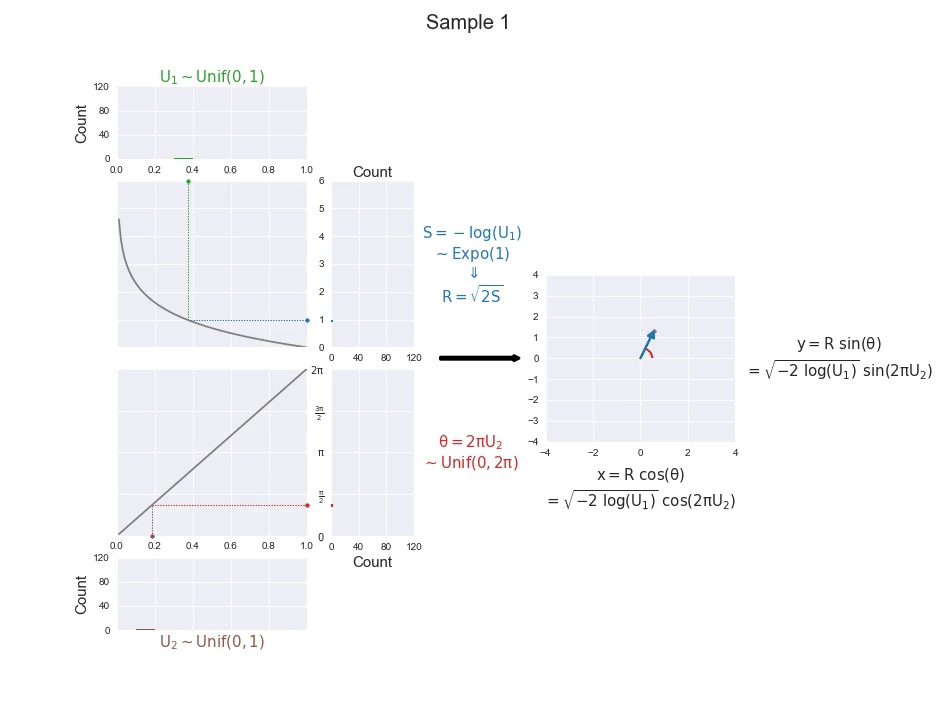 Sample 1
U₁ ∼ Unif(0, 1)
120
80
40
0
Count
0.0 0.2 0.4 0.6 0.8 1.0
Count
6
5
4
3
2
1
0
0 40 80 120
S = −log(U₁)
∼ Expo(1)
⇓
R = √2S
4
3
2
1
0
−1
−2
−3
−4
−4 −2 0 2 4
y = R sin(θ)
= √−2 log(U₁) sin(2πU₂)
x = R cos(θ)
= √−2 log(U₁) cos(2πU₂)
2π
3π/2
π
π/2
0
θ = 2πU₂
∼ Unif(0, 2π)
0.0 0.2 0.4 0.6 0.8 1.0
0 40 80 120
Count
120
80
40
0
Count
U₂ ∼ Unif(0, 1)